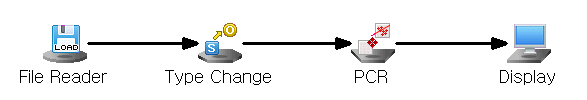 LOAD
S
O
File Reader
Type Change
PCR
Display